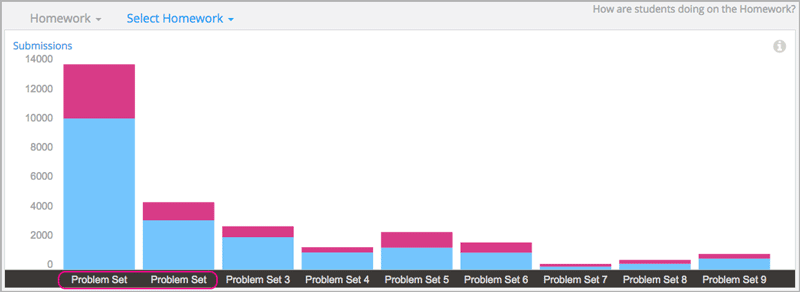 Homework Select Homework How are students doing on the Homework?
Submissions
14000
12000
10000
8000
6000
4000
2000
0
Problem Set Problem Set Problem Set 3 Problem Set 4 Problem Set 5 Problem Set 6 Problem Set 7 Problem Set 8 Problem Set 9